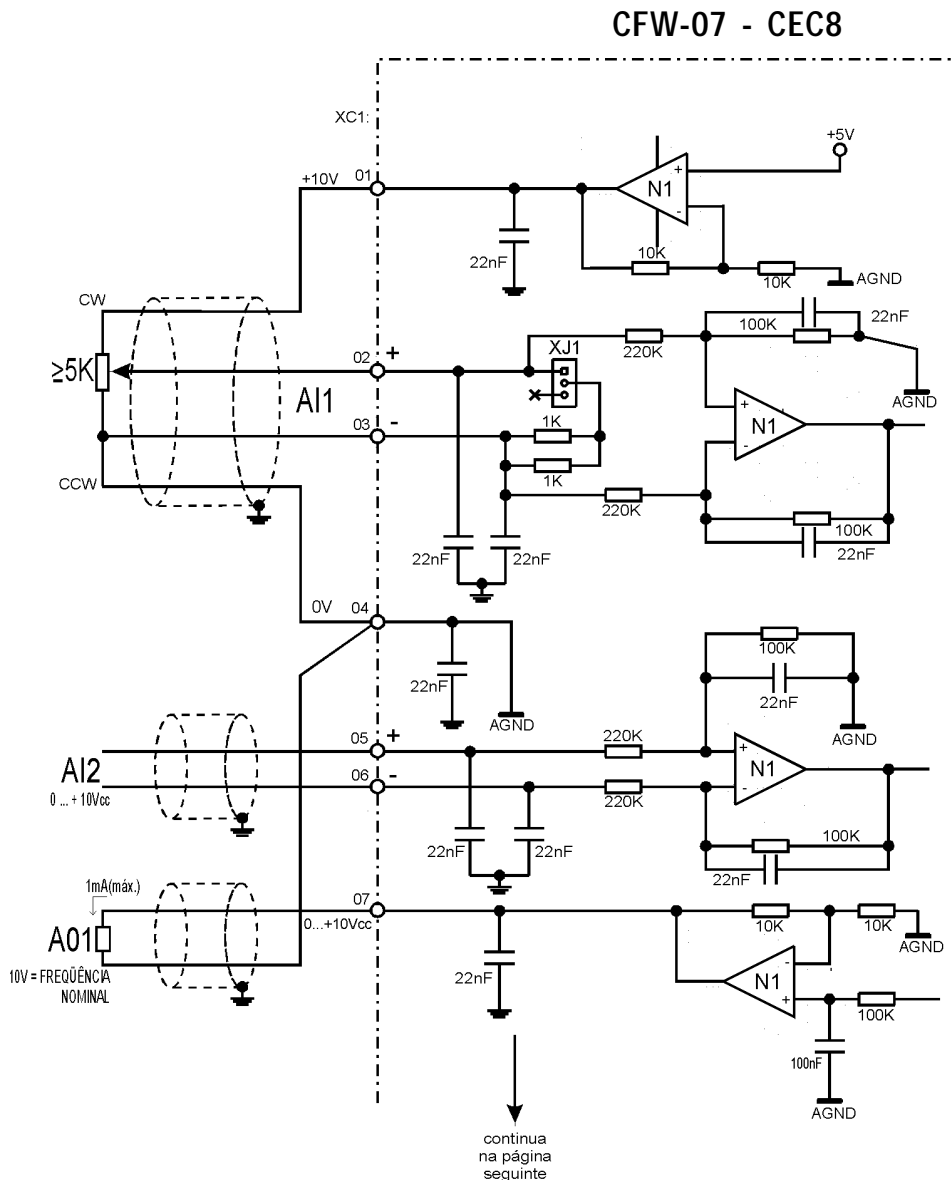 CFW-07 - CEC8
XC1:
+5V
+10V
01
N1
+
-
22nF
10K
10K
AGND
CW
≥5K
CCW
AI1
02
+
XJ1
220K
100K
22nF
AGND
03
-
1K
1K
220K
+
-
N1
100K
22nF
22nF
22nF
0V
04
22nF
AGND
100K
22nF
AGND
AI2
0 ... + 10Vcc
05
+
06
-
220K
220K
+
-
N1
22nF
22nF
100K
22nF
1mA(máx.)
A01
10V = FREQÜÊNCIA
NOMINAL
07
0...+10Vcc
22nF
10K
10K
AGND
N1
-
+
100K
100nF
AGND
continua
na página
seguinte